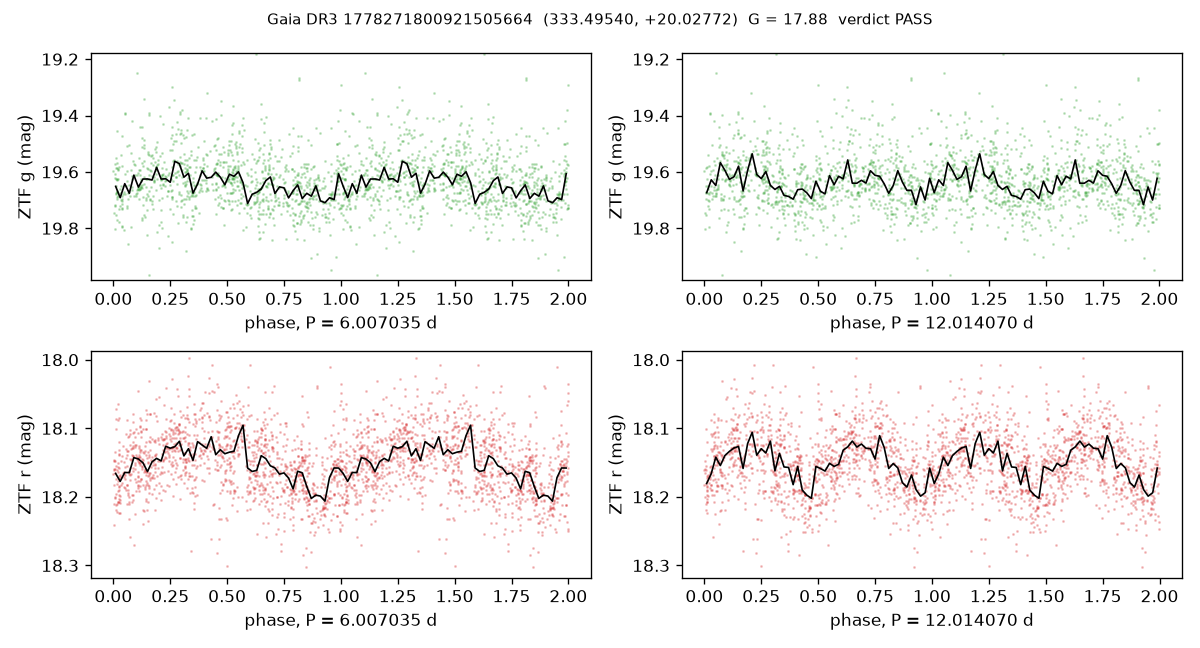 Gaia DR3 1778271800921505664 (333.49540, +20.02772) G = 17.88 verdict PASS
ZTF g (mag)
19.2
19.4
19.6
19.8
0.00 0.25 0.50 0.75 1.00 1.25 1.50 1.75 2.00
phase, P = 6.007035 d
ZTF g (mag)
19.2
19.4
19.6
19.8
0.00 0.25 0.50 0.75 1.00 1.25 1.50 1.75 2.00
phase, P = 12.014070 d
ZTF r (mag)
18.0
18.1
18.2
18.3
0.00 0.25 0.50 0.75 1.00 1.25 1.50 1.75 2.00
phase, P = 6.007035 d
ZTF r (mag)
18.0
18.1
18.2
18.3
0.00 0.25 0.50 0.75 1.00 1.25 1.50 1.75 2.00
phase, P = 12.014070 d